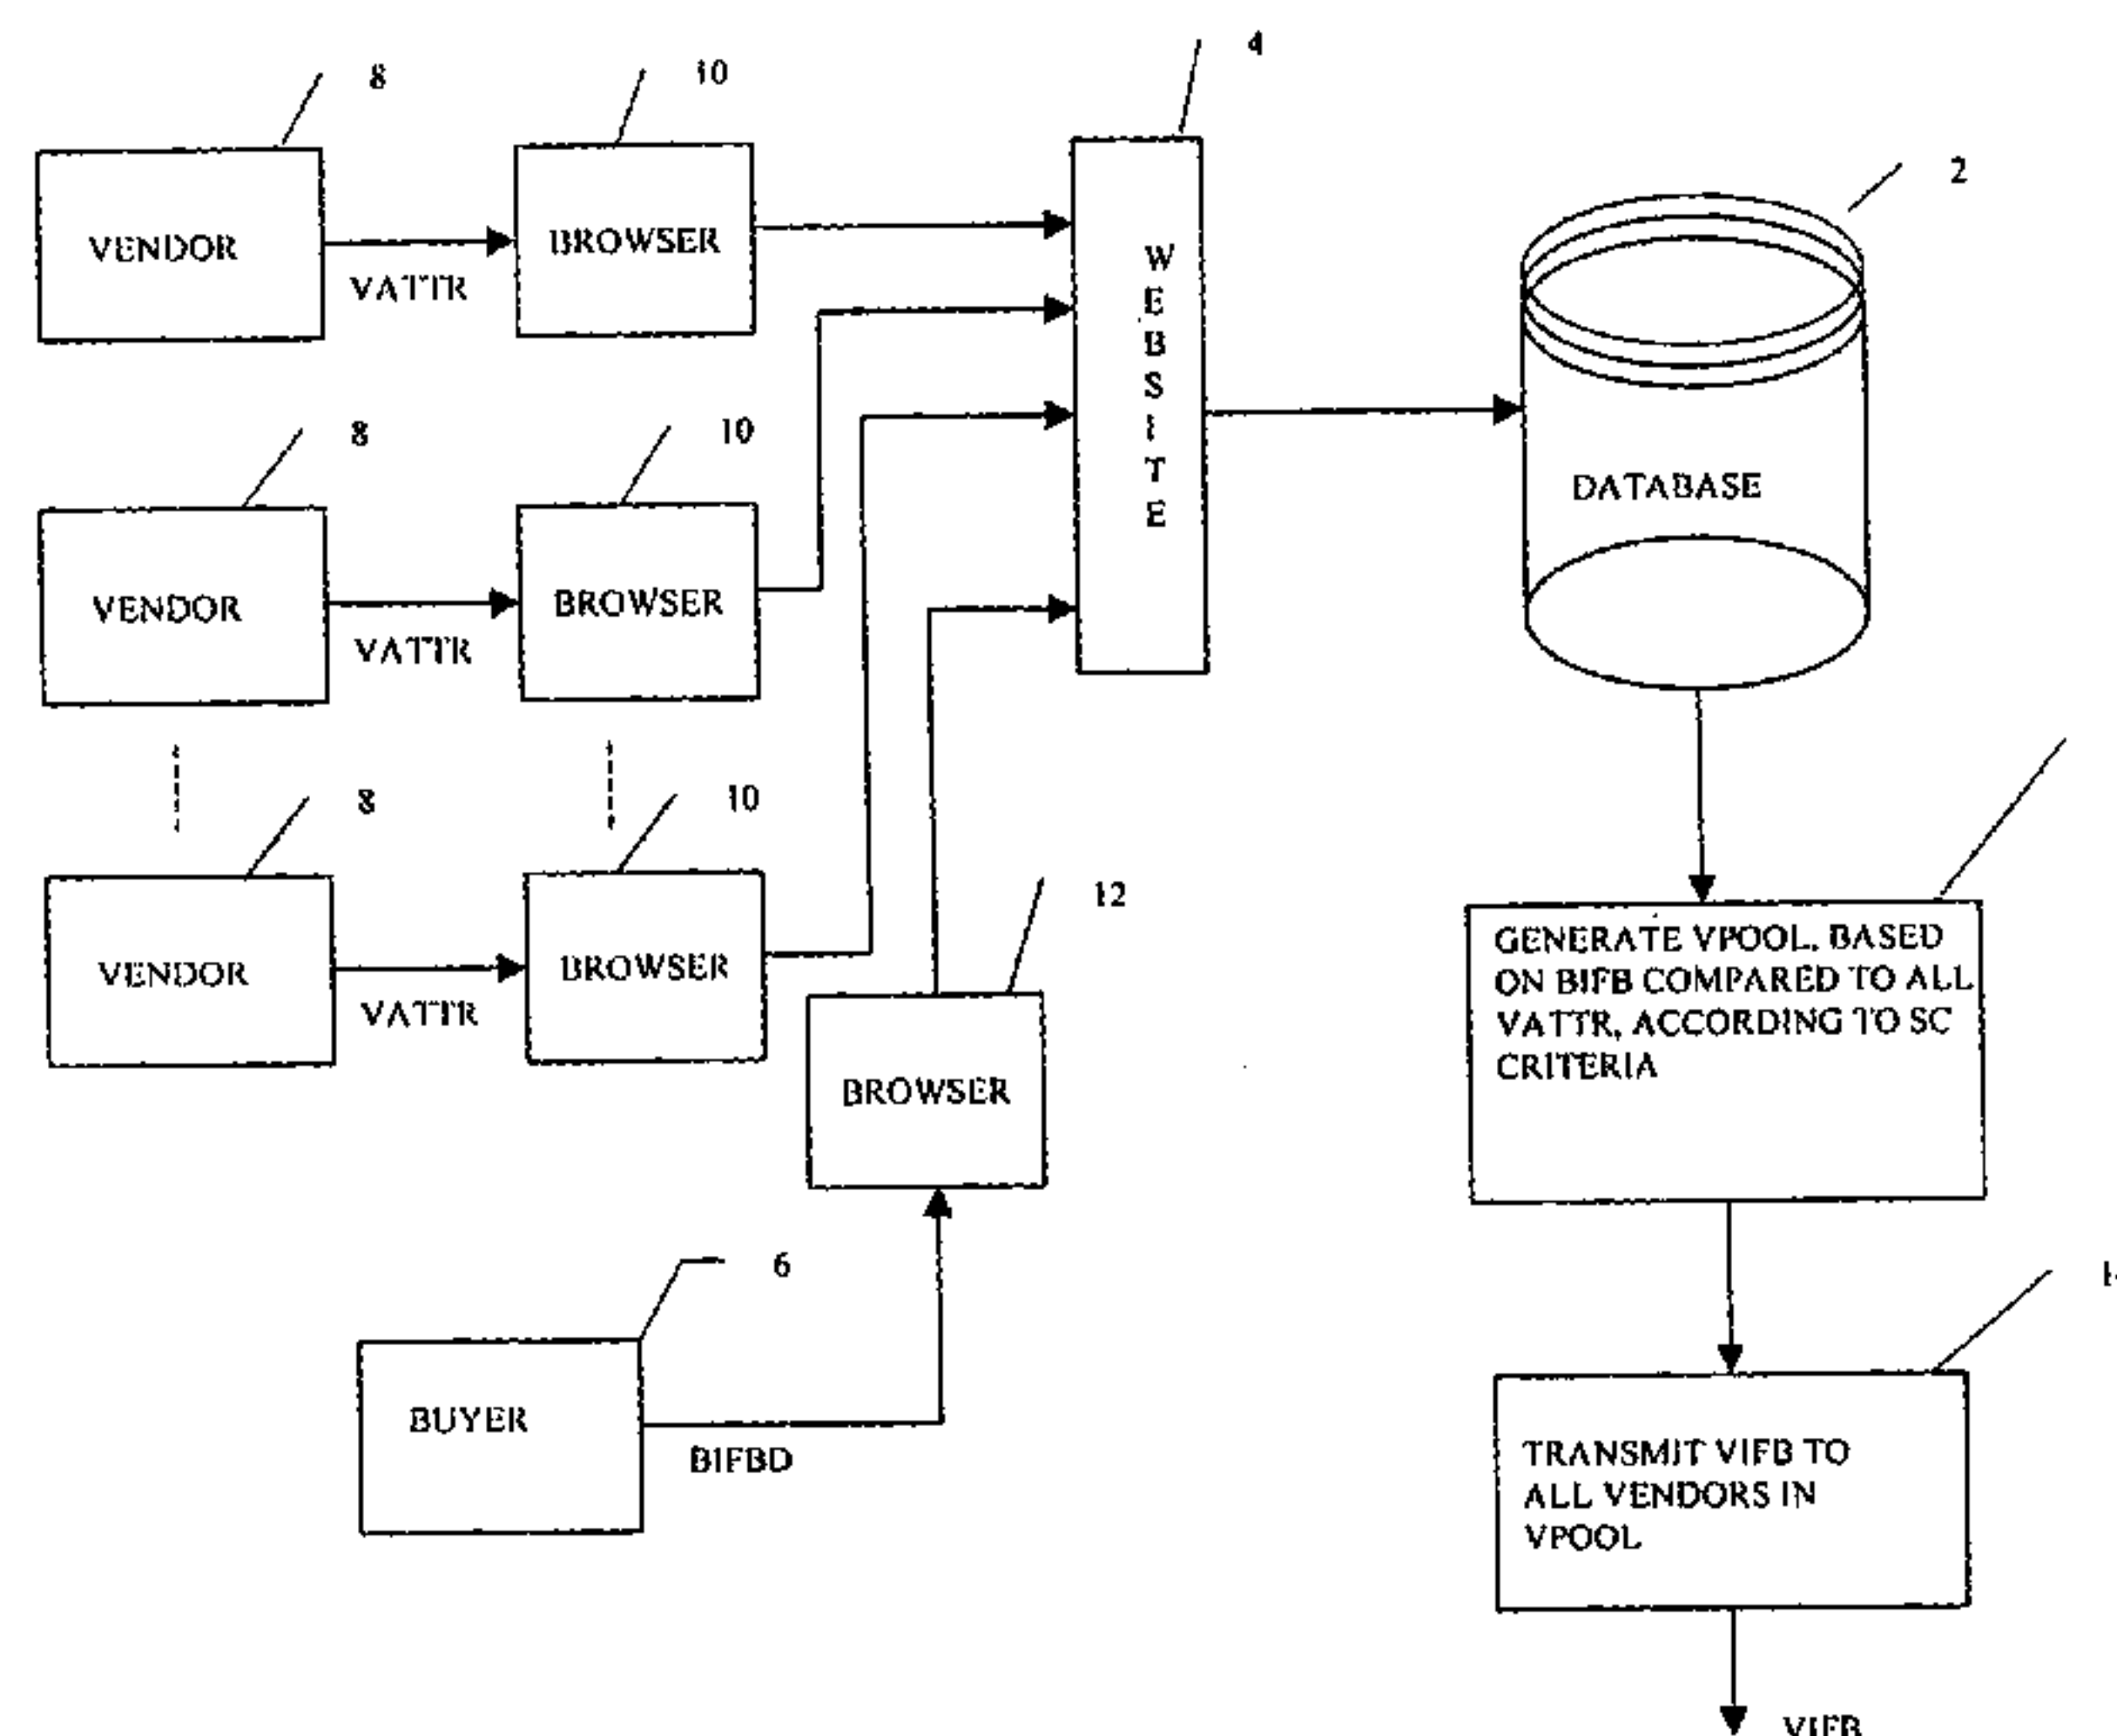 8
10
4
2
VENDOR
BROWSER
VATTR
WEBSITE
8
10
DATABASE
VENDOR
BROWSER
VATTR
8
10
12
VENDOR
BROWSER
VATTR
BROWSER
GENERATE VPOOL, BASED
ON BIFB COMPARED TO ALL
VATTR, ACCORDING TO SC
CRITERIA
6
BUYER
BIFBD
TRANSMIT VIFB TO
ALL VENDORS IN
VPOOL
VIFB